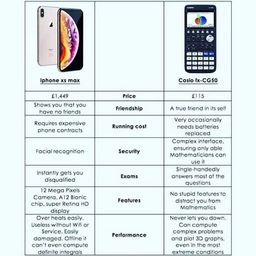 Iphone xs max
Casio fx-CG50
£1,449
Price
£115
Shows you that you
have no friends
Friendship
A true friend in its self
Requires expensive
phone contracts
Running cost
Very occasionally
needs batteries
replaced
Facial recognition
Security
Complex interface,
ensuring only able
Mathematicians can
use it
Instantly gets you
disqualified
Exams
Single-handedly
answers most of the
questions
12 Mega Pixels
Camera, A12 Bionic
chip, super Retina HD
display
Features
No stupid features to
distract you from
Mathematics
Over heats easily.
Useless without Wifi or
Service. Easily
damaged. Offline it
can't even compute
definite integrals
Performance
Never lets you down.
Can compute
complex problems
and plot 3D graphs,
even in the most
extreme conditions